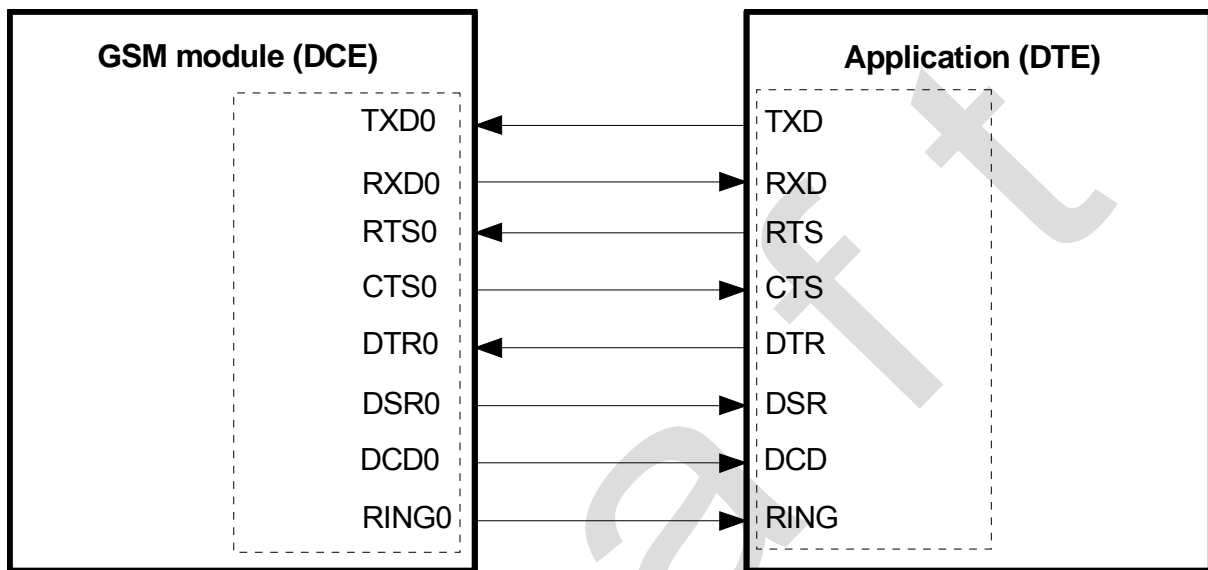 GSM module (DCE)
Application (DTE)
TXD0
TXD
RXD0
RXD
RTS0
RTS
CTS0
CTS
DTR0
DTR
DSR0
DSR
DCD0
DCD
RING0
RING
a f t